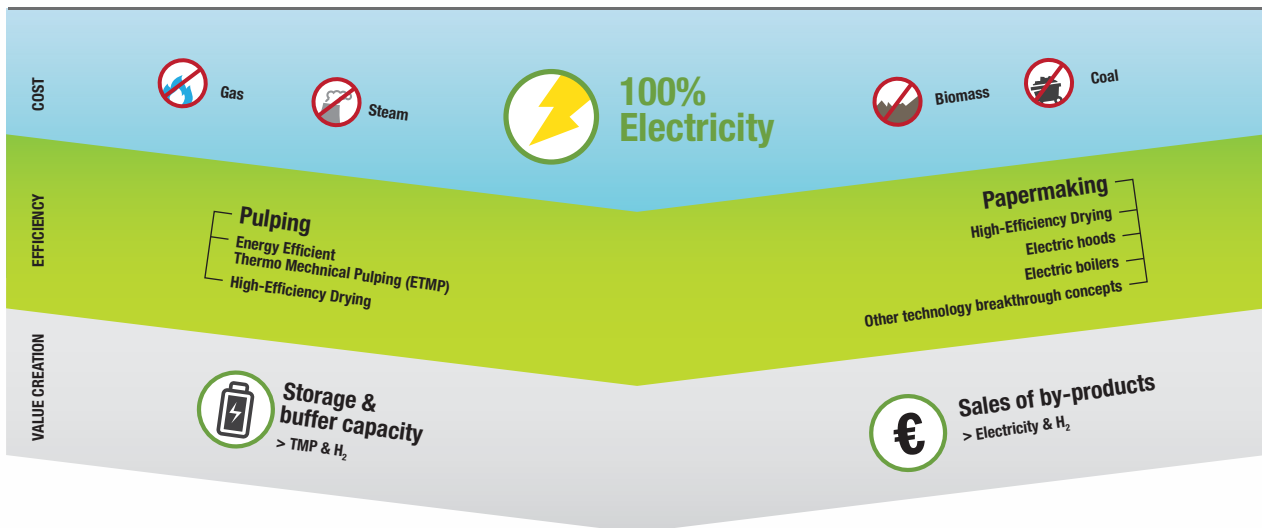 COST
Gas
Steam
100%
Electricity
Biomass
Coal
EFFICIENCY
Pulping
Energy Efficient
Thermo Mechnical Pulping (ETMP)
High-Efficiency Drying
Papermaking
High-Efficiency Drying
Electric hoods
Electric boilers
Other technology breakthrough concepts
VALUE CREATION
Storage &
buffer capacity
> TMP & H₂
€
Sales of by-products
> Electricity & H₂